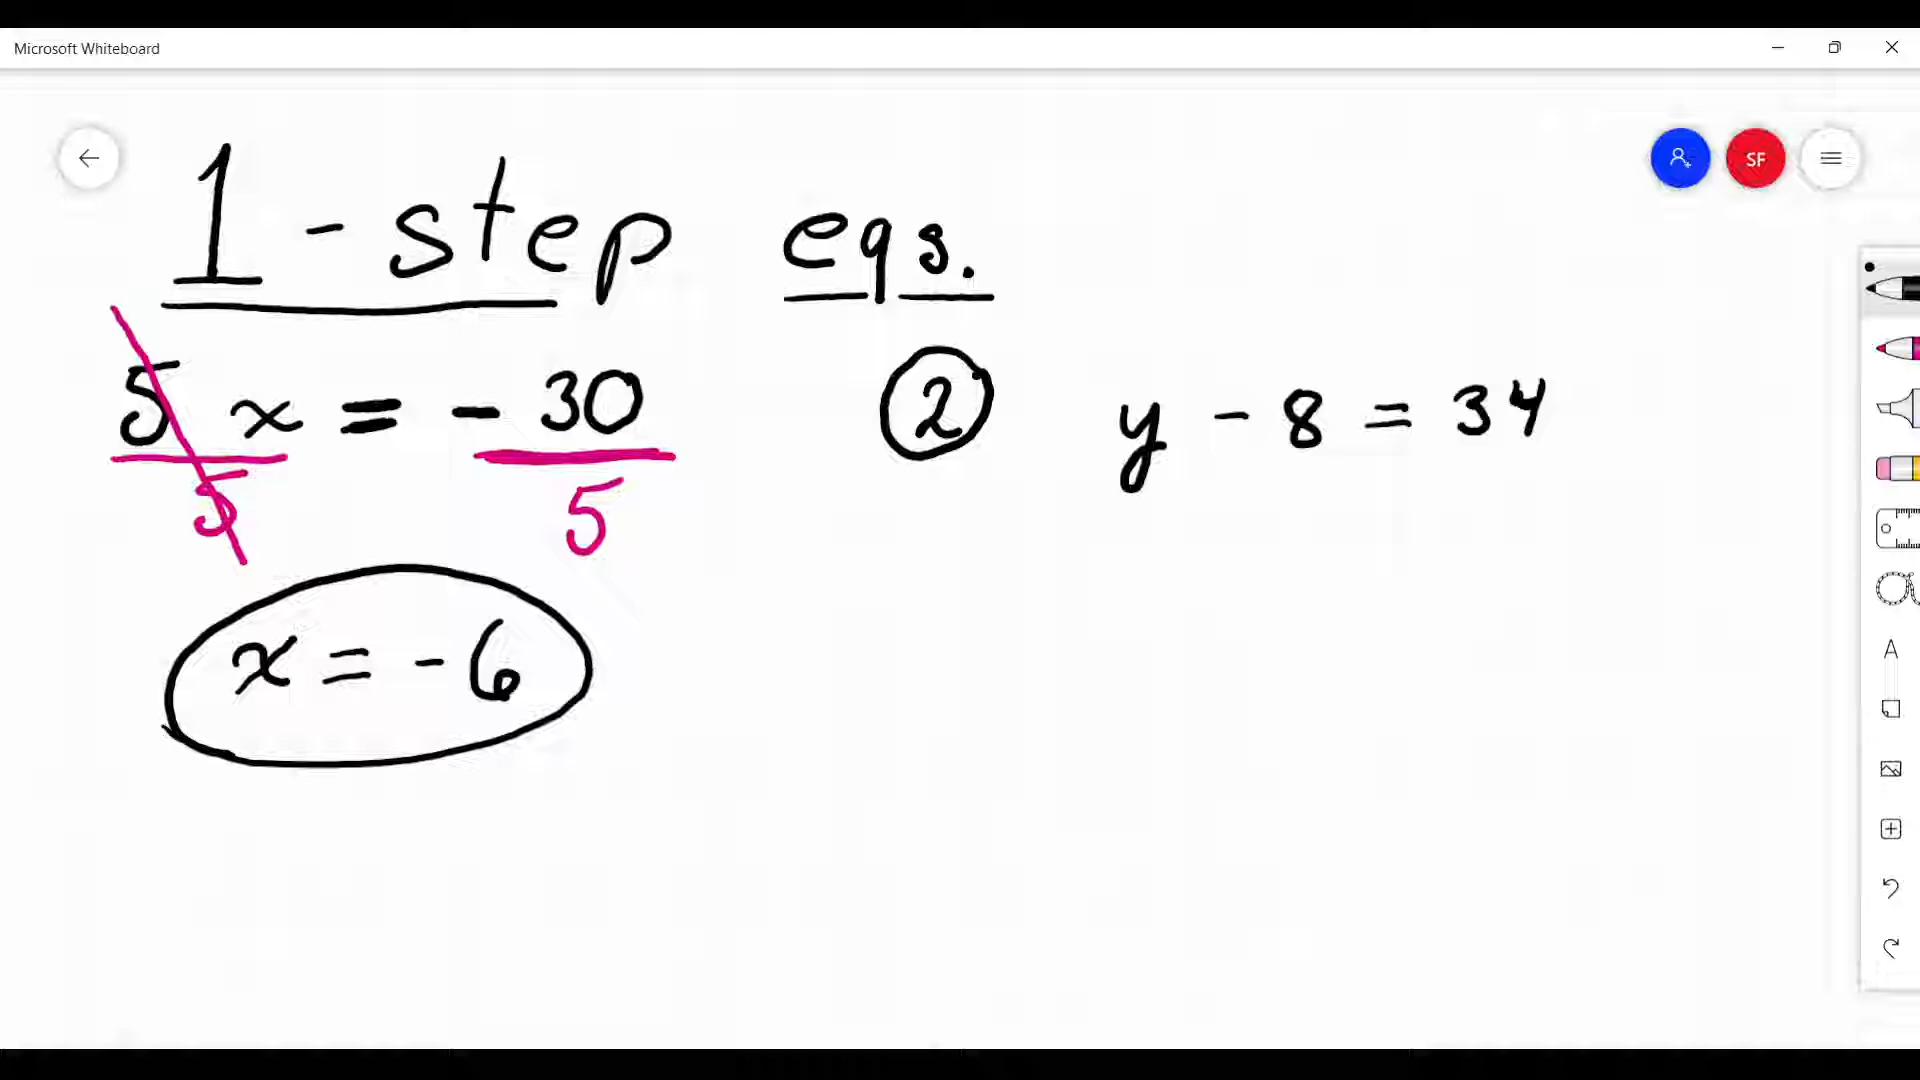 Microsoft Whiteboard
SF
1 - step eqs.
5x = - 30
5 5
x = - 6
2 y - 8 = 34
A